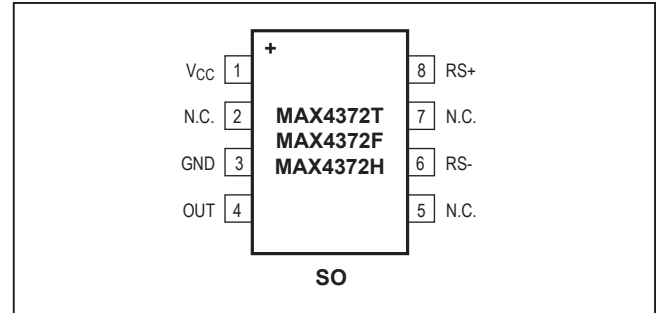 +
VCC 1
8 RS+
N.C. 2
MAX4372T
7 N.C.
MAX4372F
GND 3
MAX4372H
6 RS-
OUT 4
5 N.C.
SO